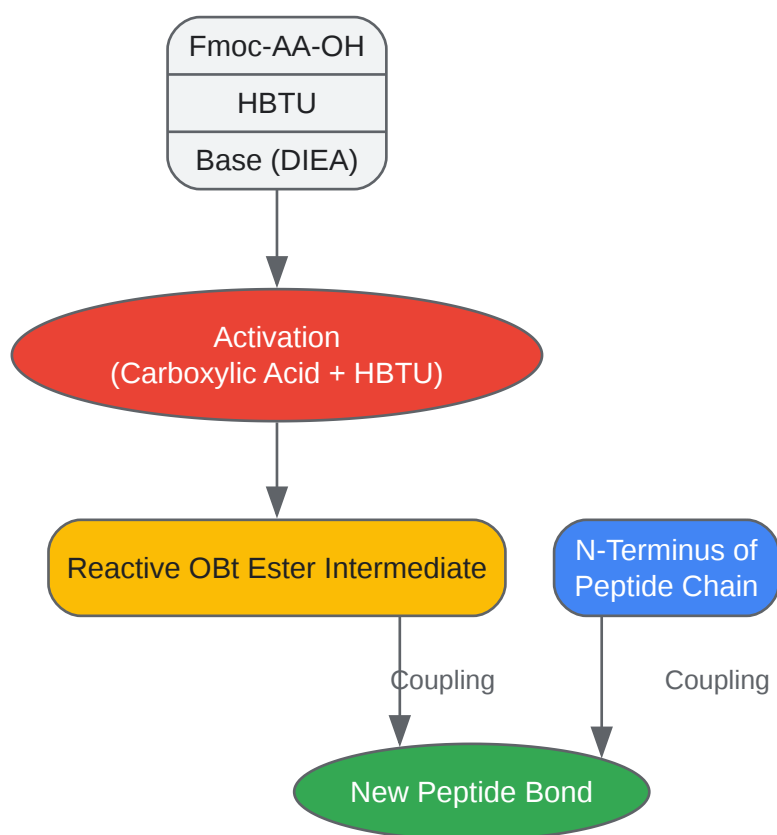 Fmoc-AA-OH
HBTU
Base (DIEA)
Activation
(Carboxylic Acid + HBTU)
Reactive OBt Ester Intermediate
N-Terminus of
Peptide Chain
Coupling
Coupling
New Peptide Bond